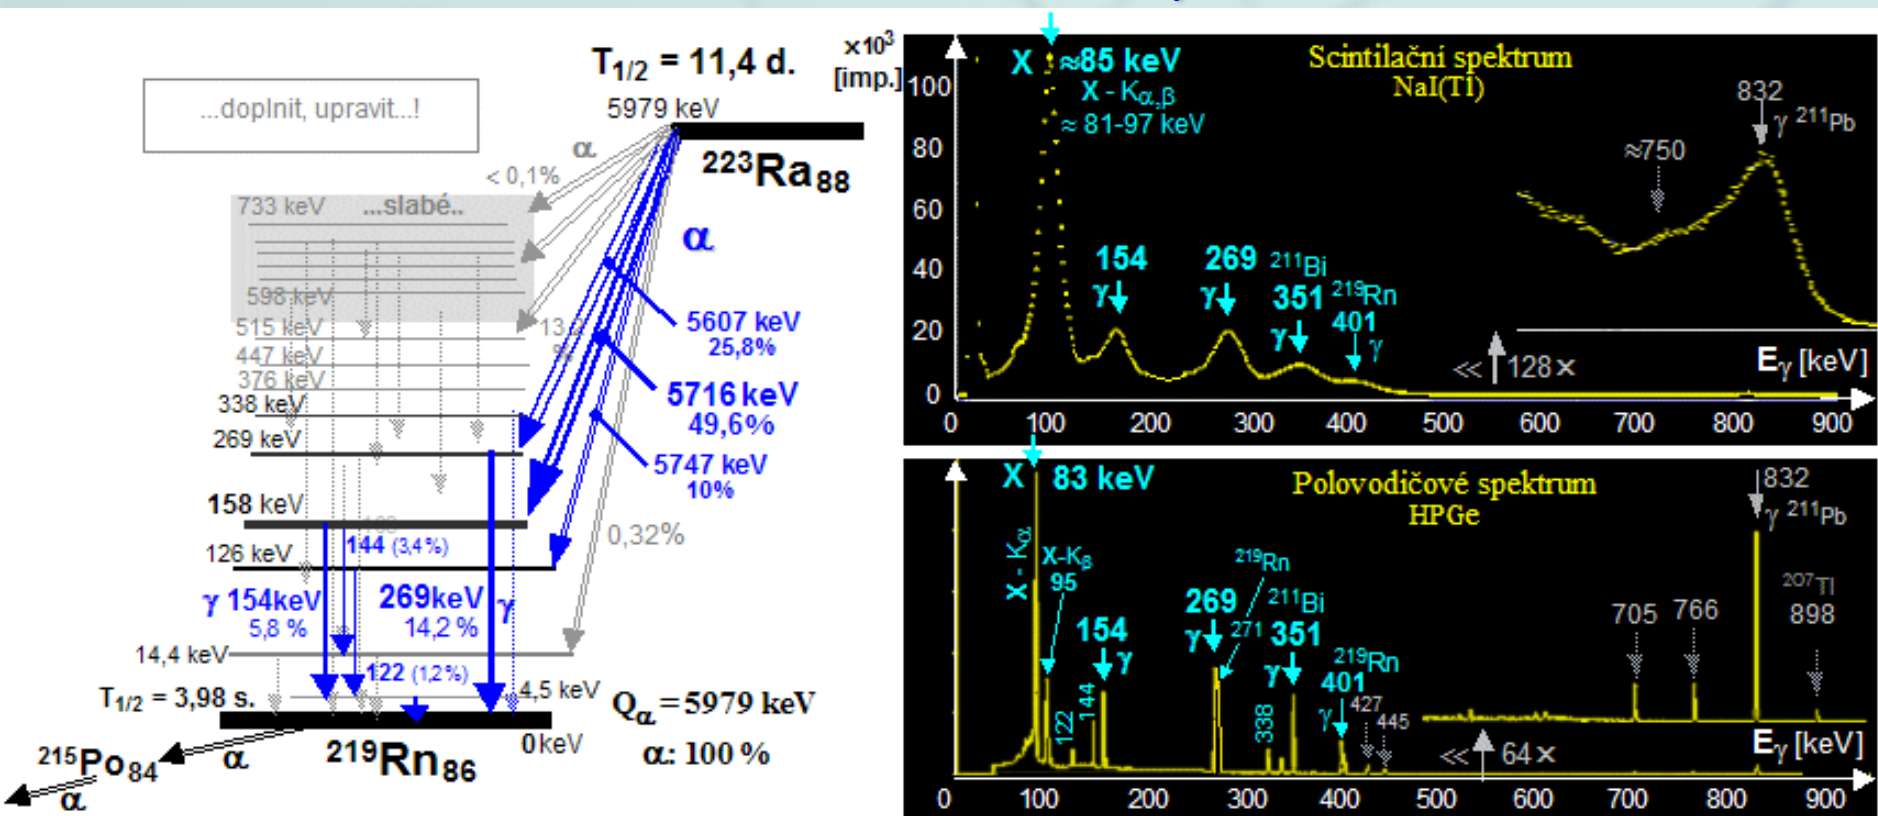 ...doplnit, upravit...!
T1/2 = 11,4 d.
5979 keV
223Ra88
α
< 0,1%
733 keV ...slabé..
598 keV
515 keV
447 keV
376 keV
338 keV
269 keV
158 keV
126 keV
14,4 keV
4,5 keV
0 keV
13,2
%
α
5607 keV
25,8%
5716 keV
49,6%
5747 keV
10%
0,32%
144 (3,4%)
γ 154keV
5,8 %
269keV γ
14,2 %
122 (1,2%)
T1/2 = 3,98 s.
Qα = 5979 keV
α: 100 %
219Rn86
α
215Po84
α
×10³
[imp.]
100
80
60
40
20
0
X ≈85 keV
X - Kα,β
≈ 81-97 keV
Scintilační spektrum
NaI(Tl)
832
γ 211Pb
≈750
154
γ
269
γ
211Bi
351
γ
219Rn
401
γ
<< 128×
Eγ [keV]
0 100 200 300 400 500 600 700 800 900
X 83 keV
X - Kα
X-Kβ
95
Polovodičové spektrum
HPGe
832
γ 211Pb
207Tl
898
705 766
122
144
154
γ
269
γ
219Rn
271
211Bi
351
γ
338
219Rn
401
γ
427
445
<< 64×
Eγ [keV]
0 100 200 300 400 500 600 700 800 900